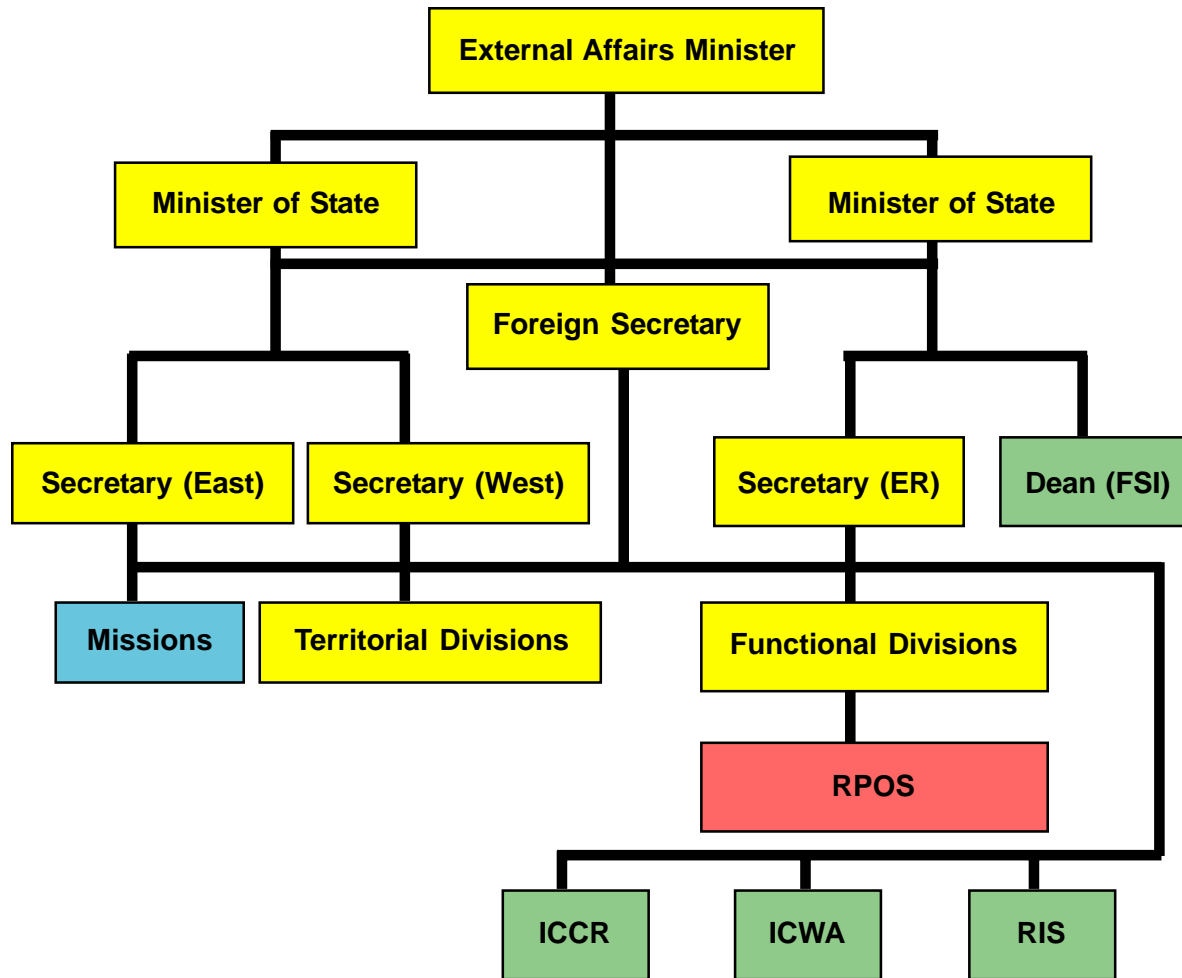 External Affairs Minister
Minister of State
Minister of State
Foreign Secretary
Secretary (East)
Secretary (West)
Secretary (ER)
Dean (FSI)
Missions
Territorial Divisions
Functional Divisions
RPOS
ICCR
ICWA
RIS